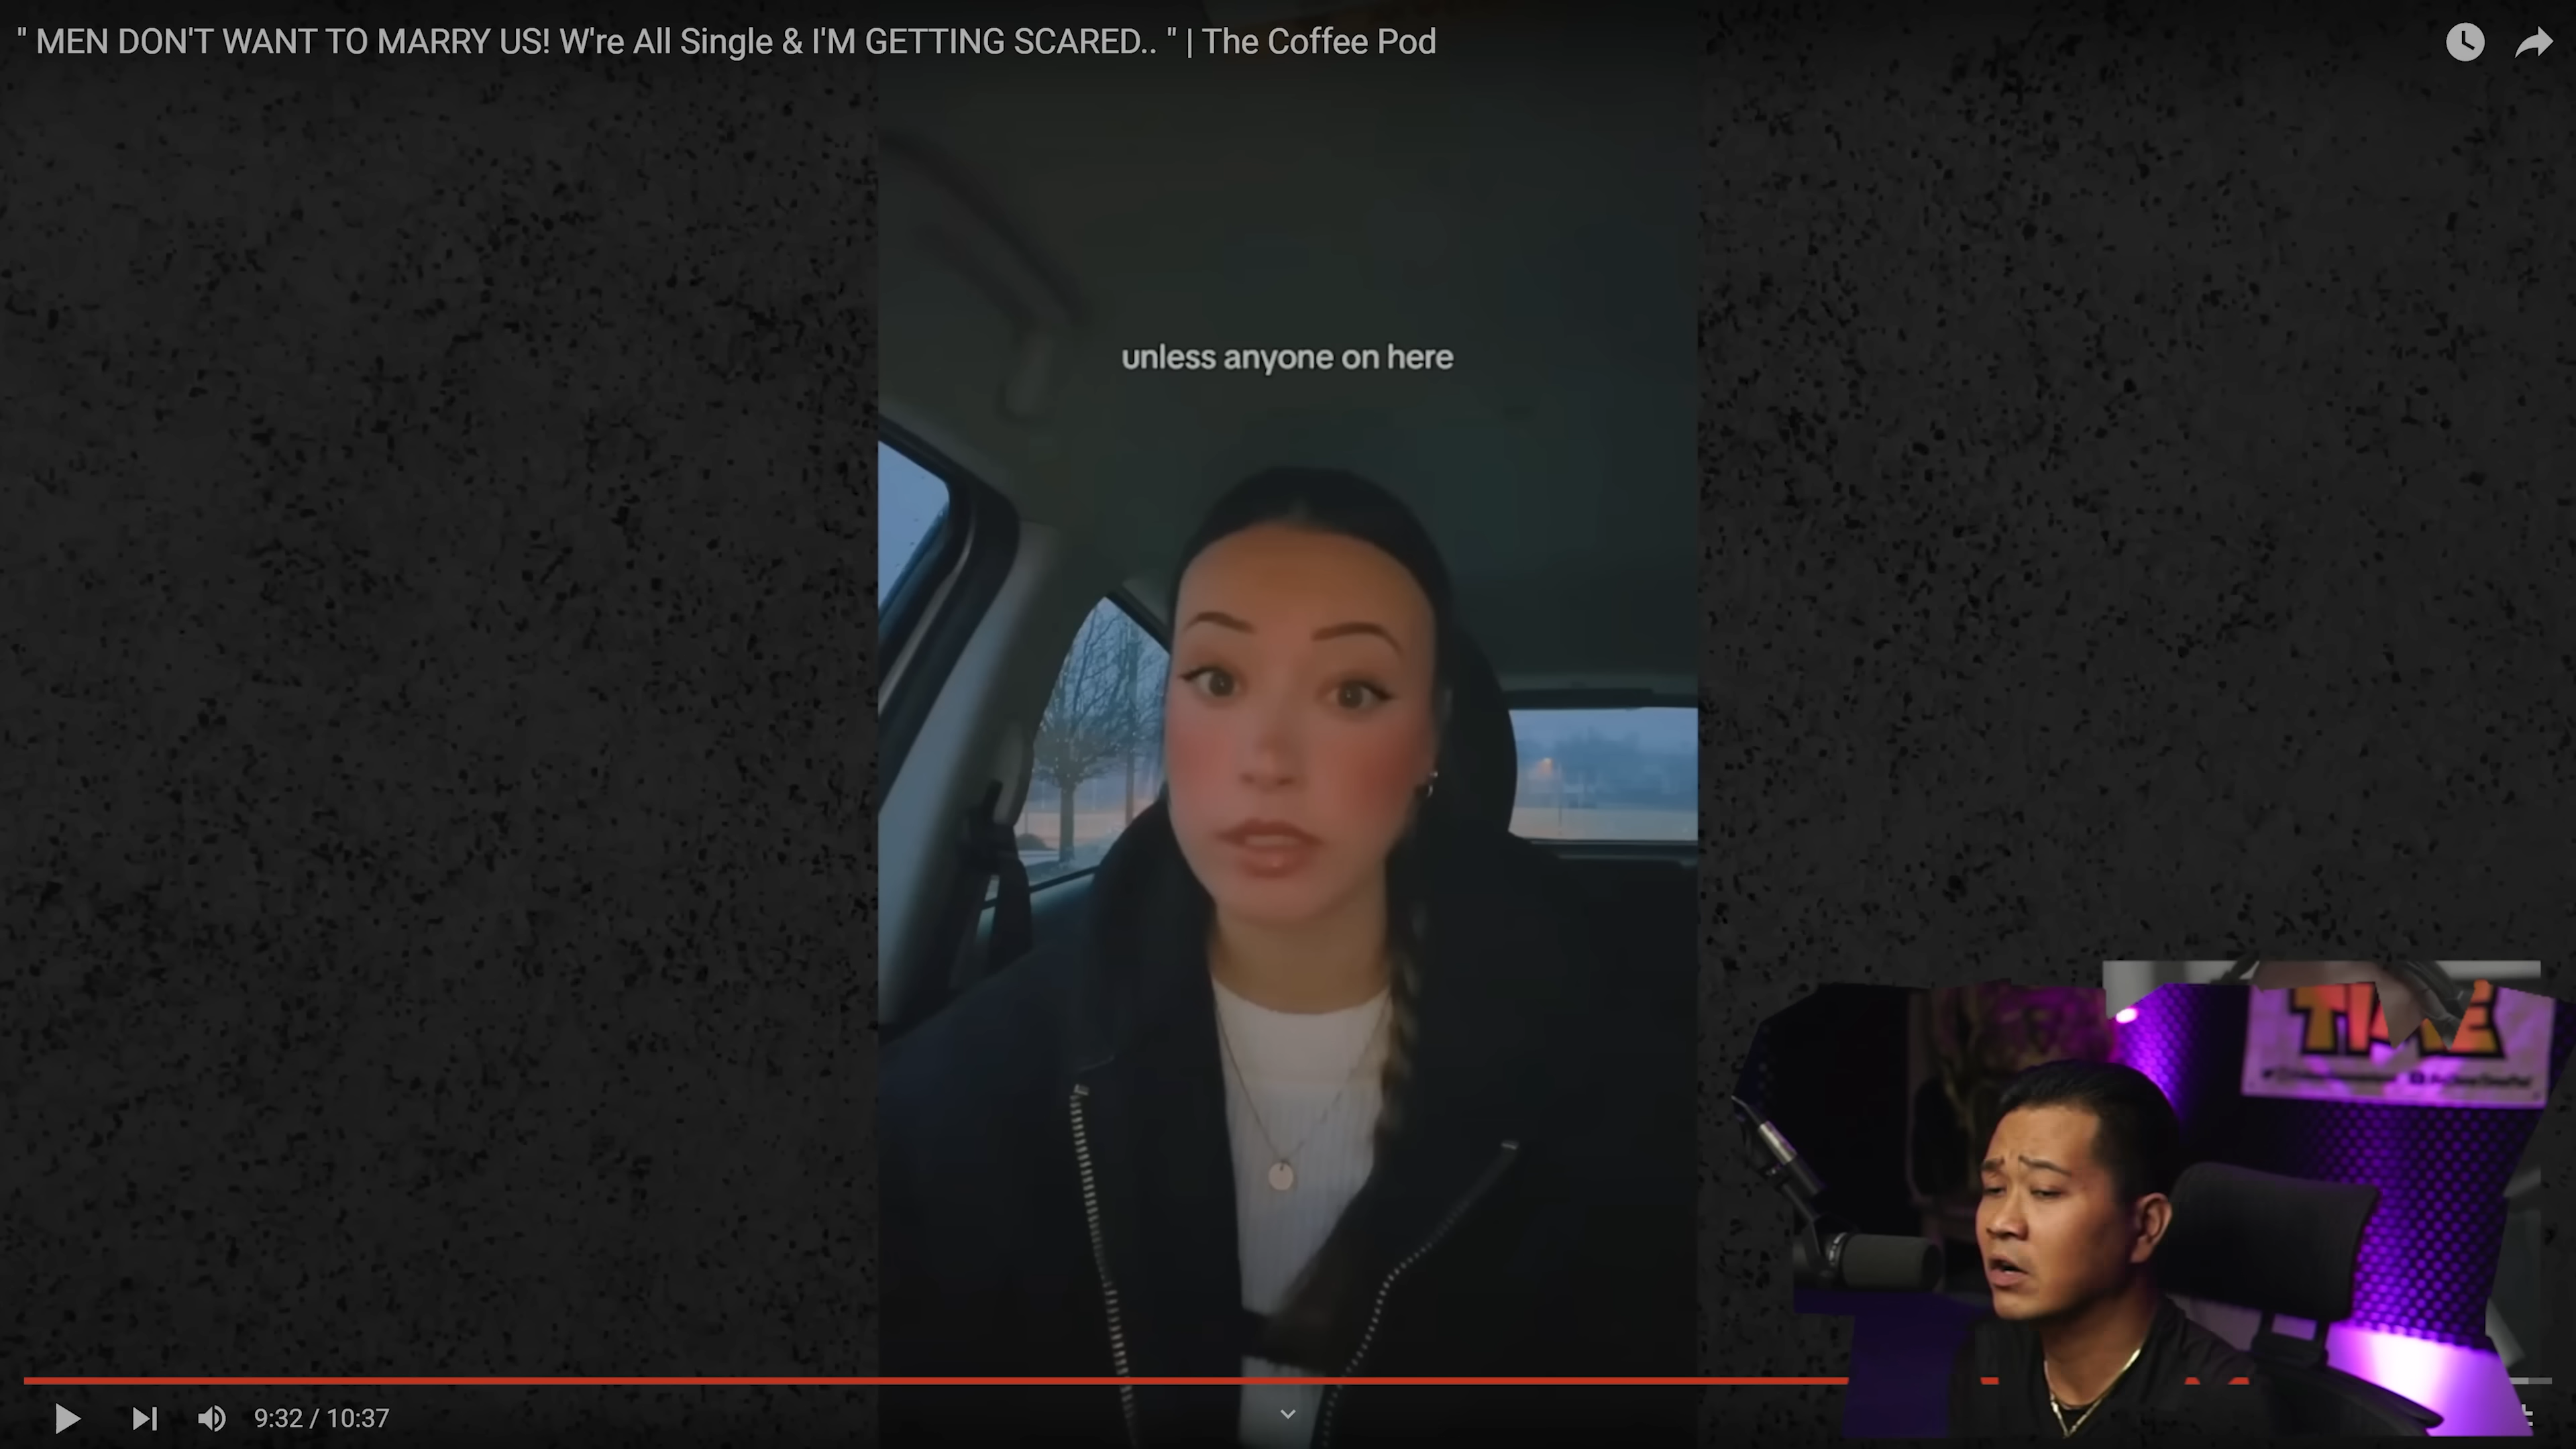 " MEN DON'T WANT TO MARRY US! W're All Single & I'M GETTING SCARED.. " | The Coffee Pod
unless anyone on here
TIME
9:32 / 10:37